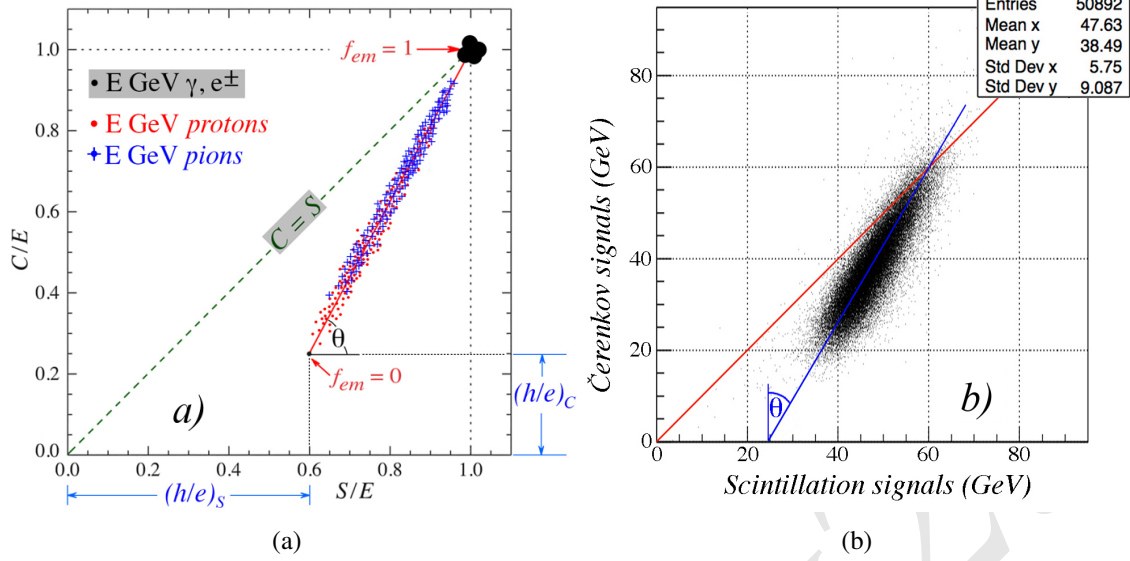 1.0
0.8
0.6
0.4
0.2
0.0
C/E
f_em = 1
• E GeV γ, e±
• E GeV protons
E GeV pions
C = S
θ
f_em = 0
(h/e)_C
a)
0.0 0.2 0.4 0.6 0.8 1.0
(h/e)_S
S/E
(a)
Entries 50892
Mean x 47.63
Mean y 38.49
Std Dev x 5.75
Std Dev y 9.087
80
60
40
20
0
Čerenkov signals (GeV)
θ
b)
0 20 40 60 80
Scintillation signals (GeV)
(b)